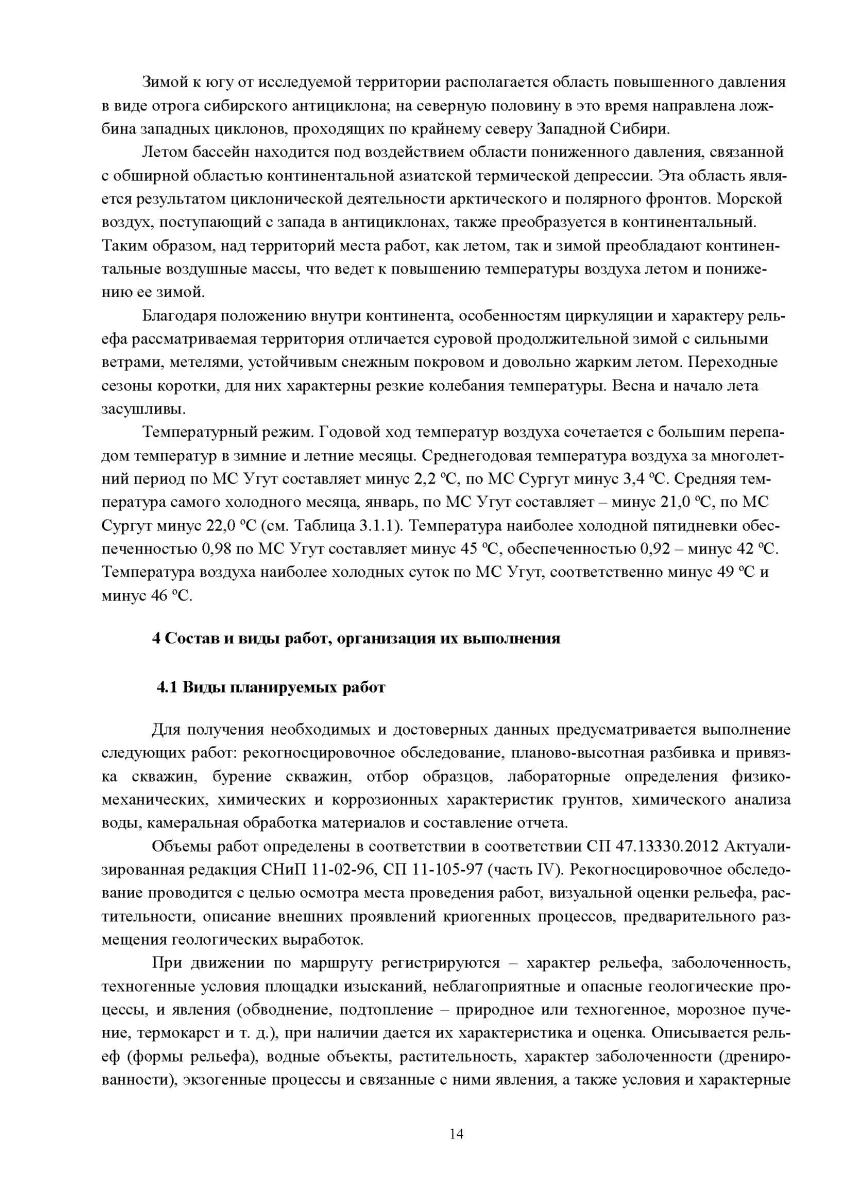 Зимой к югу от исследуемой территории располагается область повышенного давления
в виде отрога сибирского антициклона; на северную половину в это время направлена лож-
бина западных циклонов, проходящих по крайнему северу Западной Сибири.
Летом бассейн находится под воздействием области пониженного давления, связанной
с обширной областью континентальной азиатской термической депрессии. Эта область явля-
ется результатом циклонической деятельности арктического и полярного фронтов. Морской
воздух, поступающий с запада в антициклонах, также преобразуется в континентальный.
Таким образом, над территорий места работ, как летом, так и зимой преобладают континен-
тальные воздушные массы, что ведет к повышению температуры воздуха летом и пониже-
нию ее зимой.
Благодаря положению внутри континента, особенностям циркуляции и характеру рель-
ефа рассматриваемая территория отличается суровой продолжительной зимой с сильными
ветрами, метелями, устойчивым снежным покровом и довольно жарким летом. Переходные
сезоны коротки, для них характерны резкие колебания температуры. Весна и начало лета
засушливы.
Температурный режим. Годовой ход температур воздуха сочетается с большим перепа-
дом температур в зимние и летние месяцы. Среднегодовая температура воздуха за многолет-
ний период по МС Угут составляет минус 2,2 ºС, по МС Сургут минус 3,4 ºС. Средняя тем-
пература самого холодного месяца, январь, по МС Угут составляет – минус 21,0 ºС, по МС
Сургут минус 22,0 ºС (см. Таблица 3.1.1). Температура наиболее холодной пятидневки обес-
печенностью 0,98 по МС Угут составляет минус 45 ºС, обеспеченностью 0,92 – минус 42 ºС.
Температура воздуха наиболее холодных суток по МС Угут, соответственно минус 49 ºС и
минус 46 ºС.
4 Состав и виды работ, организация их выполнения
4.1 Виды планируемых работ
Для получения необходимых и достоверных данных предусматривается выполнение
следующих работ: рекогносцировочное обследование, планово-высотная разбивка и привяз-
ка скважин, бурение скважин, отбор образцов, лабораторные определения физико-
механических, химических и коррозионных характеристик грунтов, химического анализа
воды, камеральная обработка материалов и составление отчета.
Объемы работ определены в соответствии в соответствии СП 47.13330.2012 Актуали-
зированная редакция СНиП 11-02-96, СП 11-105-97 (часть IV). Рекогносцировочное обследо-
вание проводится с целью осмотра места проведения работ, визуальной оценки рельефа, рас-
тительности, описание внешних проявлений криогенных процессов, предварительного раз-
мещения геологических выработок.
При движении по маршруту регистрируются – характер рельефа, заболоченность,
техногенные условия площадки изысканий, неблагоприятные и опасные геологические про-
цессы, и явления (обводнение, подтопление – природное или техногенное, морозное пуче-
ние, термокарст и т. д.), при наличии дается их характеристика и оценка. Описывается рель-
еф (формы рельефа), водные объекты, растительность, характер заболоченности (дрениро-
ванности), экзогенные процессы и связанные с ними явления, а также условия и характерные
14